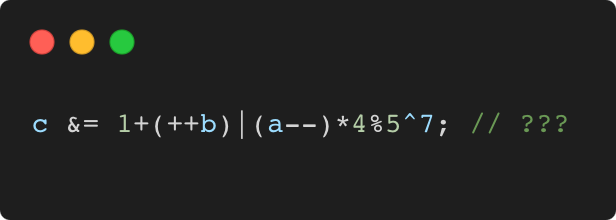 c &= 1+(++b)|(a--)*4%5^7; // ???